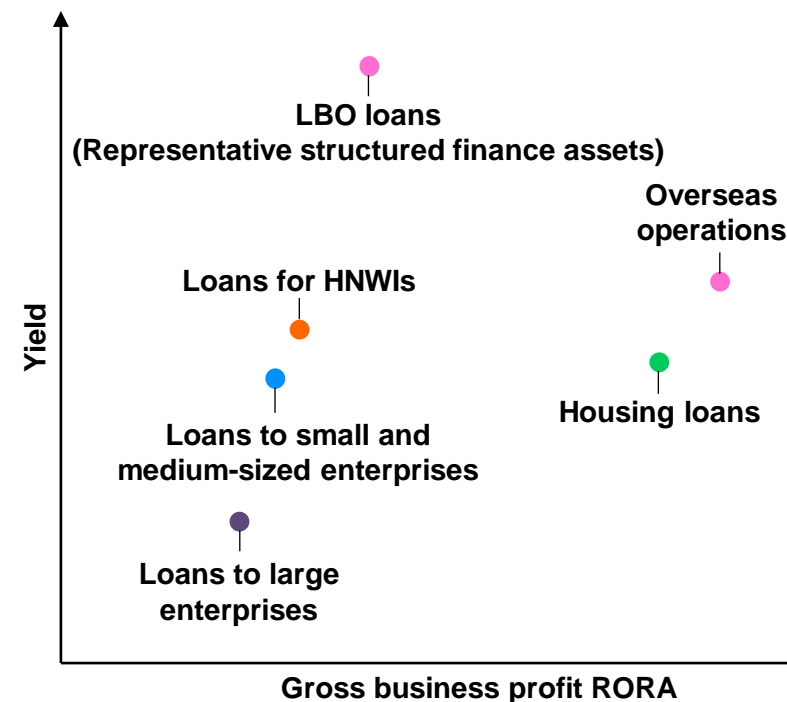 LBO loans
(Representative structured finance assets)
Overseas
operations
Loans for HNWIs
Yield
Housing loans
Loans to small and
medium-sized enterprises
Loans to large
enterprises
Gross business profit RORA